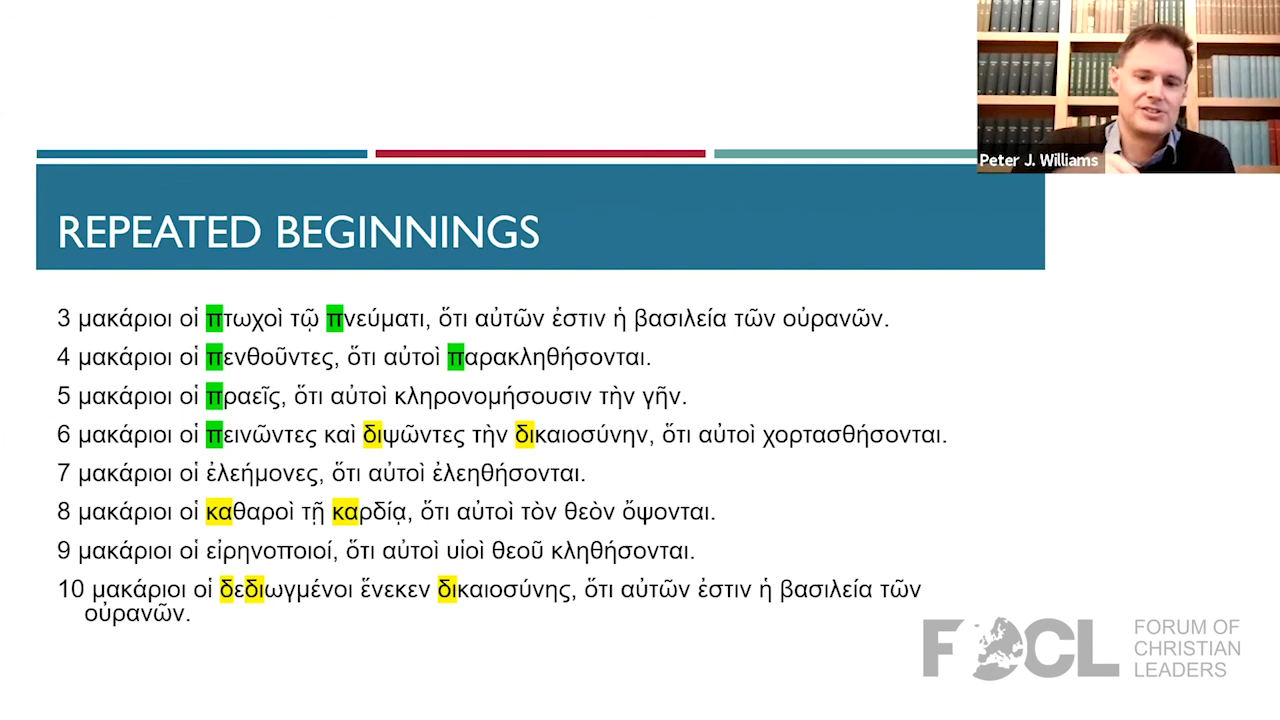 Peter J. Williams
REPEATED BEGINNINGS
3 μακάριοι οἱ πτωχοὶ τῷ πνεύματι, ὅτι αὐτῶν ἐστιν ἡ βασιλεία τῶν οὐρανῶν.
4 μακάριοι οἱ πενθοῦντες, ὅτι αὐτοὶ παρακληθήσονται.
5 μακάριοι οἱ πραεῖς, ὅτι αὐτοὶ κληρονομήσουσιν τὴν γῆν.
6 μακάριοι οἱ πεινῶντες καὶ διψῶντες τὴν δικαιοσύνην, ὅτι αὐτοὶ χορτασθήσονται.
7 μακάριοι οἱ ἐλεήμονες, ὅτι αὐτοὶ ἐλεηθήσονται.
8 μακάριοι οἱ καθαροὶ τῇ καρδίᾳ, ὅτι αὐτοὶ τὸν θεὸν ὄψονται.
9 μακάριοι οἱ εἰρηνοποιοί, ὅτι αὐτοὶ υἱοὶ θεοῦ κληθήσονται.
10 μακάριοι οἱ δεδιωγμένοι ἕνεκεν δικαιοσύνης, ὅτι αὐτῶν ἐστιν ἡ βασιλεία τῶν
οὐρανῶν.
FOCL
FORUM OF
CHRISTIAN
LEADERS